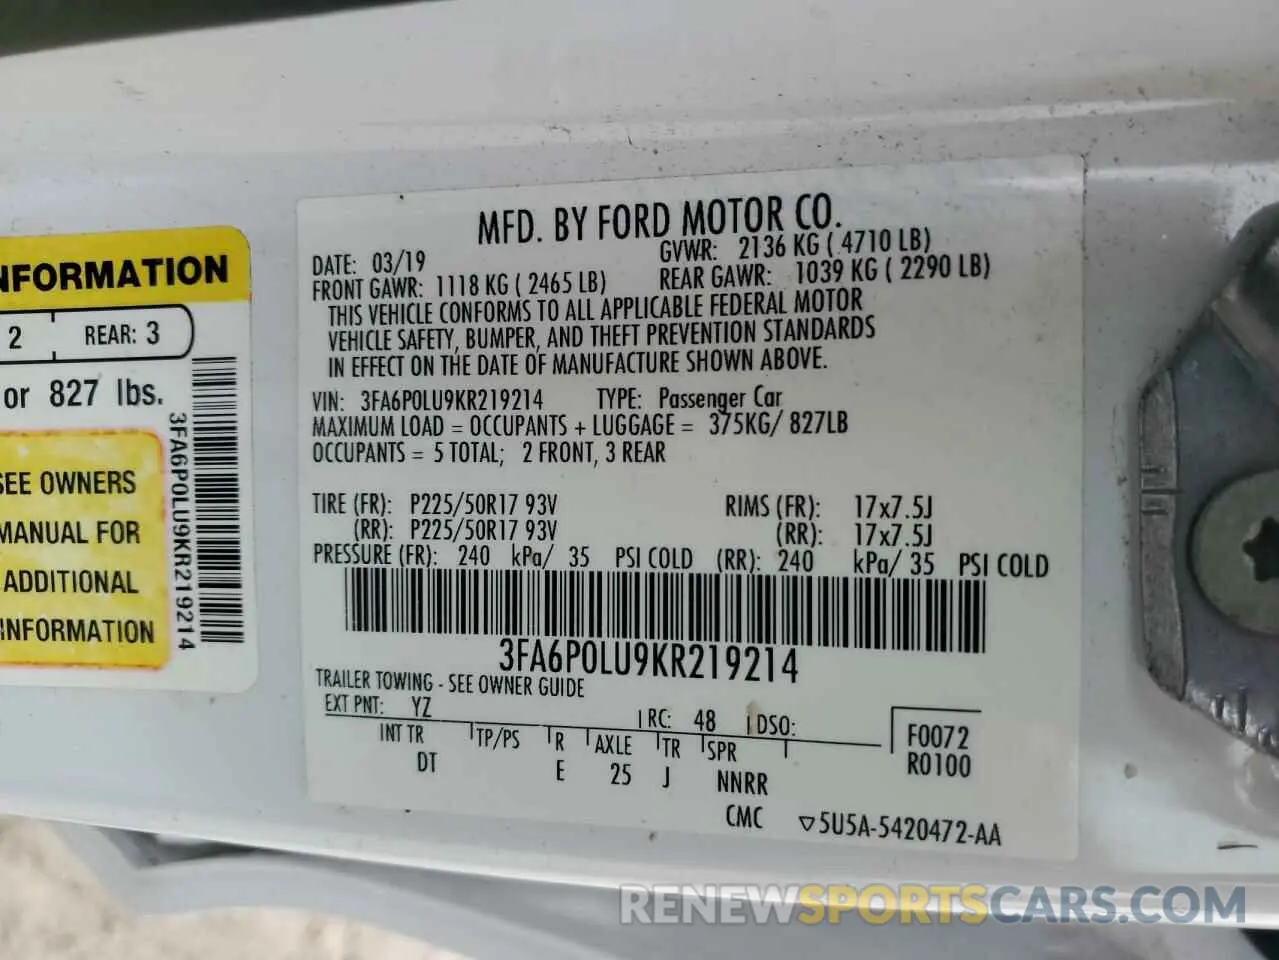 MFD. BY FORD MOTOR CO.
DATE: 03/19 GVWR: 2136 KG ( 4710 LB)
FRONT GAWR: 1118 KG ( 2465 LB) REAR GAWR: 1039 KG ( 2290 LB)
THIS VEHICLE CONFORMS TO ALL APPLICABLE FEDERAL MOTOR
VEHICLE SAFETY, BUMPER, AND THEFT PREVENTION STANDARDS
IN EFFECT ON THE DATE OF MANUFACTURE SHOWN ABOVE.
VIN: 3FA6P0LU9KR219214 TYPE: Passenger Car
MAXIMUM LOAD = OCCUPANTS + LUGGAGE = 375KG/ 827LB
OCCUPANTS = 5 TOTAL; 2 FRONT, 3 REAR
TIRE (FR): P225/50R17 93V RIMS (FR): 17x7.5J
(RR): P225/50R17 93V (RR): 17x7.5J
PRESSURE (FR): 240 kPa/ 35 PSI COLD (RR): 240 kPa/ 35 PSI COLD
3FA6P0LU9KR219214
TRAILER TOWING - SEE OWNER GUIDE
EXT PNT: YZ RC: 48 DSO:
INT TR TP/PS R AXLE TR SPR
DT E 25 J NNRR
F0072
R0100
CMC ▽5U5A-5420472-AA
NFORMATION
2 REAR: 3
or 827 lbs.
SEE OWNERS
MANUAL FOR
ADDITIONAL
INFORMATION
3FA6P0LU9KR219214
RENEWSPORTSCARS.COM